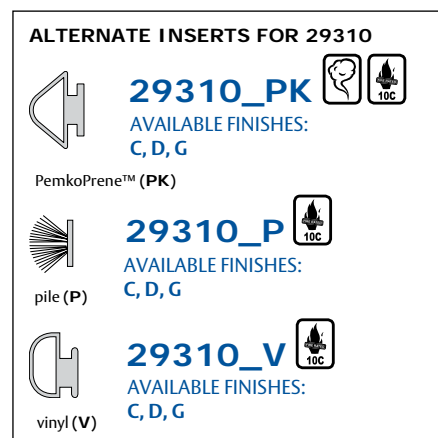 ALTERNATE INSERTS FOR 29310
29310_PK
10C
AVAILABLE FINISHES:
C, D, G
PemkoPrene™ (PK)
29310_P
10C
AVAILABLE FINISHES:
C, D, G
pile (P)
29310_V
10C
AVAILABLE FINISHES:
C, D, G
vinyl (V)